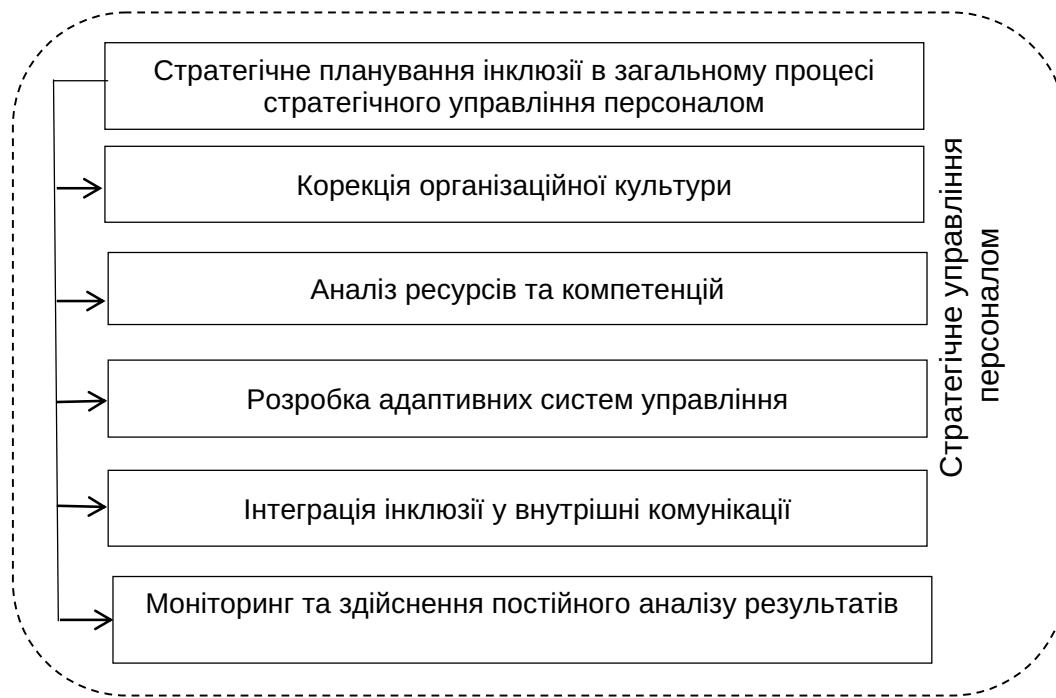 Стратегічне планування інклюзії в загальному процесі
стратегічного управління персоналом
Корекція організаційної культури
Аналіз ресурсів та компетенцій
Розробка адаптивних систем управління
Інтеграція інклюзії у внутрішні комунікації
Моніторинг та здійснення постійного аналізу результатів
Стратегічне управління
персоналом